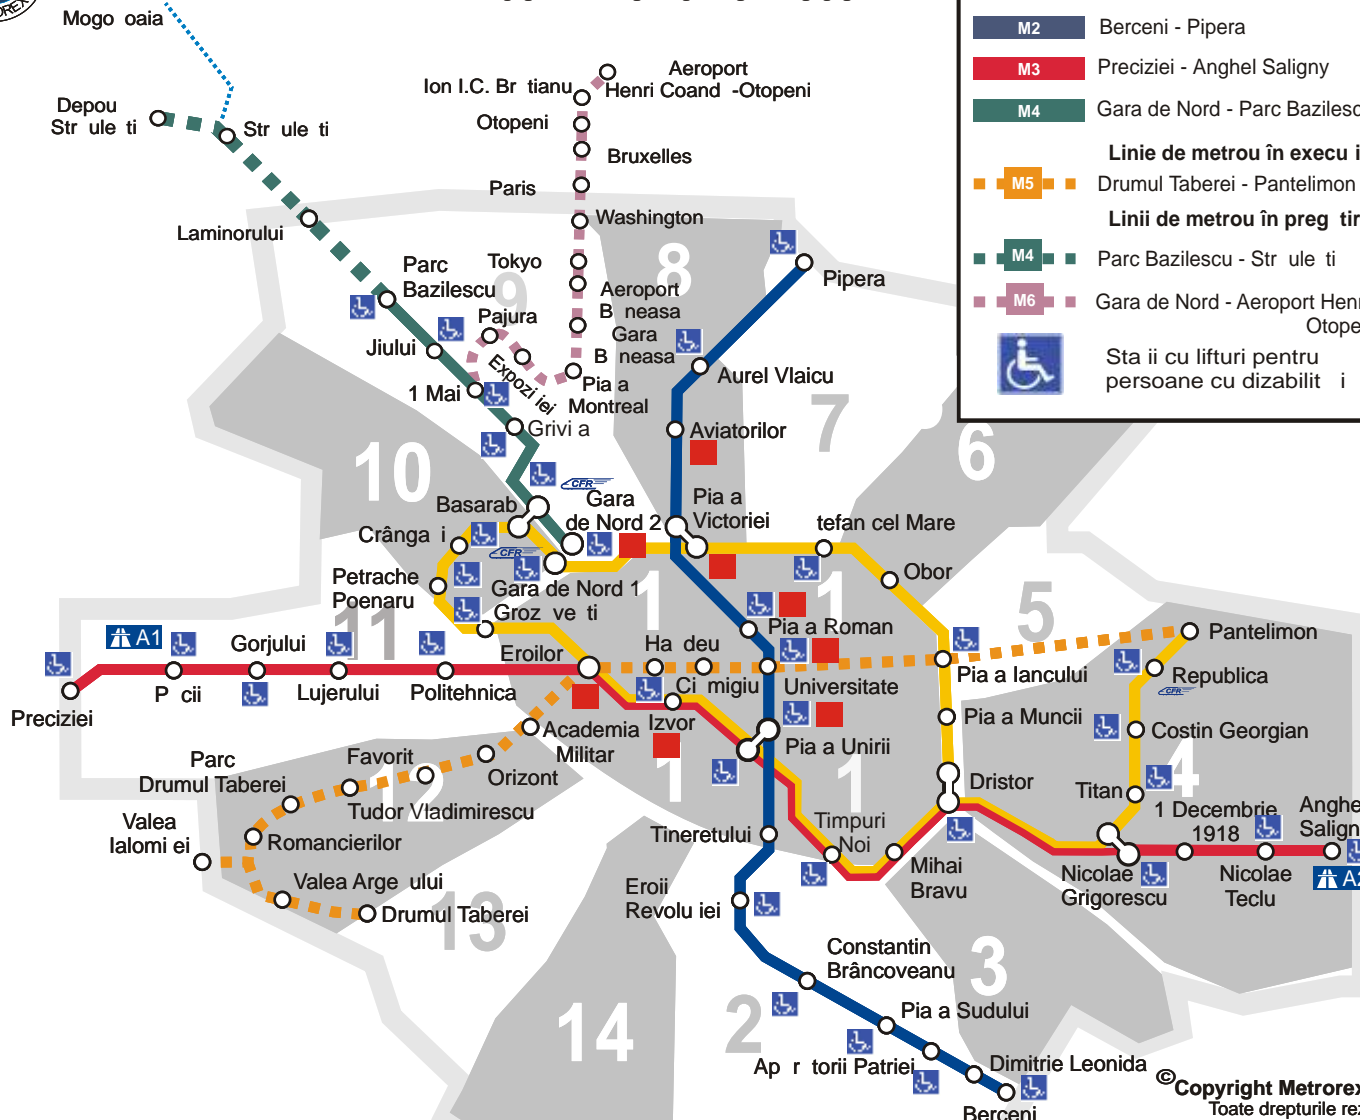 OREX
Mogo oaia
M2 Berceni - Pipera
M3 Preciziei - Anghel Saligny
M4 Gara de Nord - Parc Bazilesc
Linie de metrou în execu i
M5 Drumul Taberei - Pantelimon
Linii de metrou în preg tir
M4 Parc Bazilescu - Str ule ti
M6 Gara de Nord - Aeroport Henr
Otope
Sta ii cu lifturi pentru
persoane cu dizabilit i
Depou
Str ule ti
Str ule ti
Laminorului
Parc
Bazilescu
Jiului
1 Mai
Grivi a
Basarab
Gara
de Nord 2
CFR
Ion I.C. Br tianu
Aeroport
Henri Coand -Otopeni
Otopeni
Bruxelles
Paris
Washington
Tokyo
Aeroport
B neasa
Gara
B neasa
Pajura
Expozi iei
Pia a
Montreal
Pipera
Aurel Vlaicu
Aviatorilor
Pia a
Victoriei
tefan cel Mare
Obor
Crânga i
CFR
Petrache
Poenaru
Gara de Nord 1
Groz ve ti
Eroilor
A1
Gorjului
P cii
Lujerului
Politehnica
Preciziei
Ha deu
Ci migiu
Izvor
Pia a Roman
Universitate
Pia a Unirii
Pia a Iancului
Pia a Muncii
Dristor
Pantelimon
Republica
CFR
Costin Georgian
Titan
1 Decembrie
1918
Anghe
Salign
A2
Nicolae
Grigorescu
Nicolae
Teclu
Academia
Militar
Orizont
Favorit
Tudor Vladimirescu
Parc
Drumul Taberei
Romancierilor
Valea
Ialomi ei
Valea Arge ului
Drumul Taberei
Tineretului
Timpuri
Noi
Mihai
Bravu
Eroii
Revolu iei
Constantin
Brâncoveanu
Pia a Sudului
Ap r torii Patriei
Dimitrie Leonida
Berceni
1
1
1
1
2
3
4
5
6
7
8
9
10
11
12
13
14
©Copyright Metrorex
Toate drepturile rez